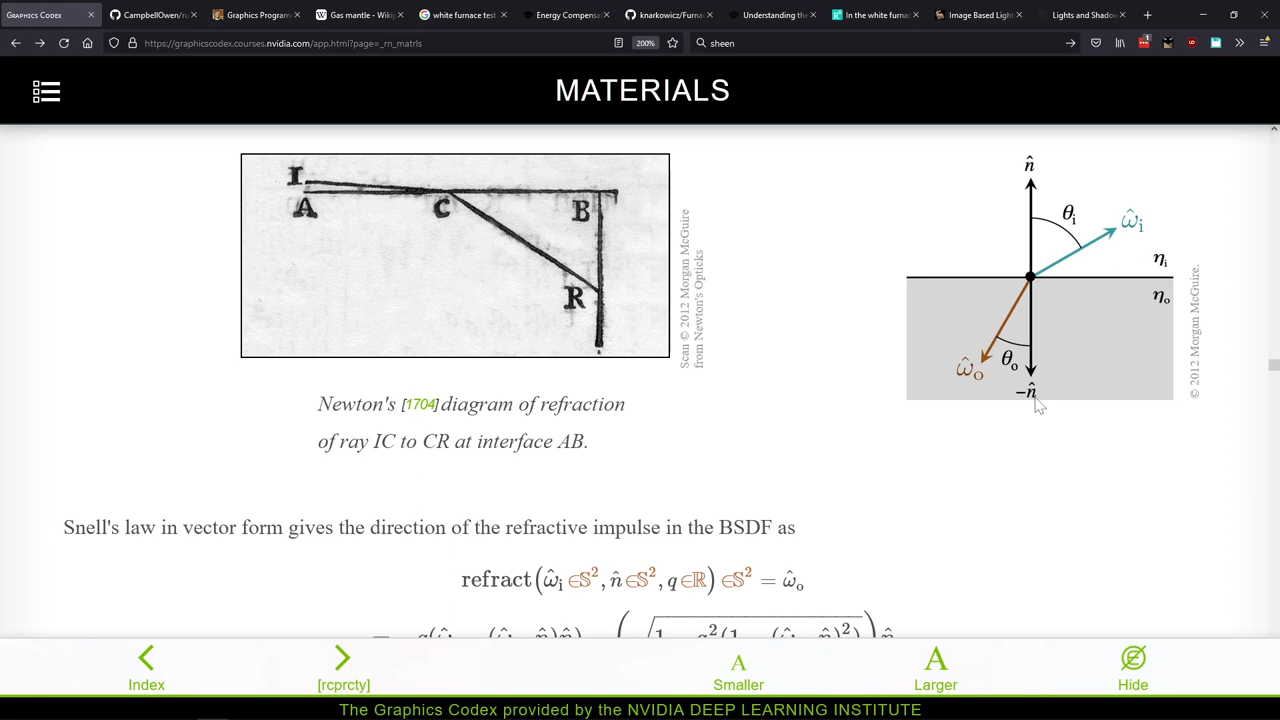 Graphics Codex
CampbellOwen/ru
Graphics Program
Gas mantle - Wiki
white furnace test
Energy Compensa
knarkowicz/Furna
Understanding the
In the white furnac
Image Based Ligh
Lights and Shadow
https://graphicscodex.courses.nvidia.com/app.html?page=_rn_matrls
200%
sheen
MATERIALS
I
A
C
B
R
Scan © 2012 Morgan McGuire
from Newton's Opticks
n̂
θi
ω̂i
ηi
ηo
ω̂o
θo
−n̂
© 2012 Morgan McGuire.
Newton's [1704] diagram of refraction
of ray IC to CR at interface AB.
Snell's law in vector form gives the direction of the refractive impulse in the BSDF as
refract(ω̂i∈𝕊², n̂∈𝕊², q∈ℝ) ∈𝕊² = ω̂o
Index
[rcprcty]
A
Smaller
A
Larger
Hide
The Graphics Codex provided by the NVIDIA DEEP LEARNING INSTITUTE